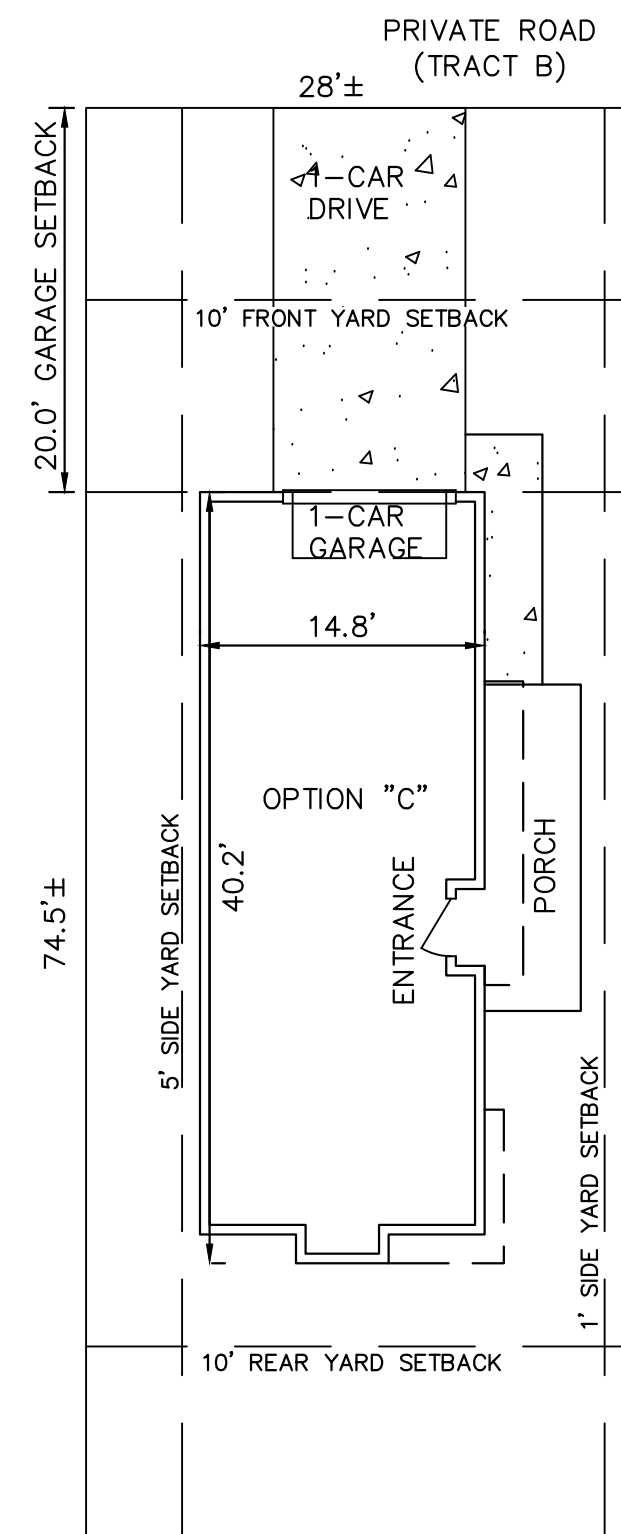 PRIVATE ROAD
(TRACT B)
28'±
20.0' GARAGE SETBACK
1-CAR
DRIVE
10' FRONT YARD SETBACK
1-CAR
GARAGE
14.8'
OPTION "C"
40.2'
ENTRANCE
PORCH
5' SIDE YARD SETBACK
74.5'±
1' SIDE YARD SETBACK
10' REAR YARD SETBACK